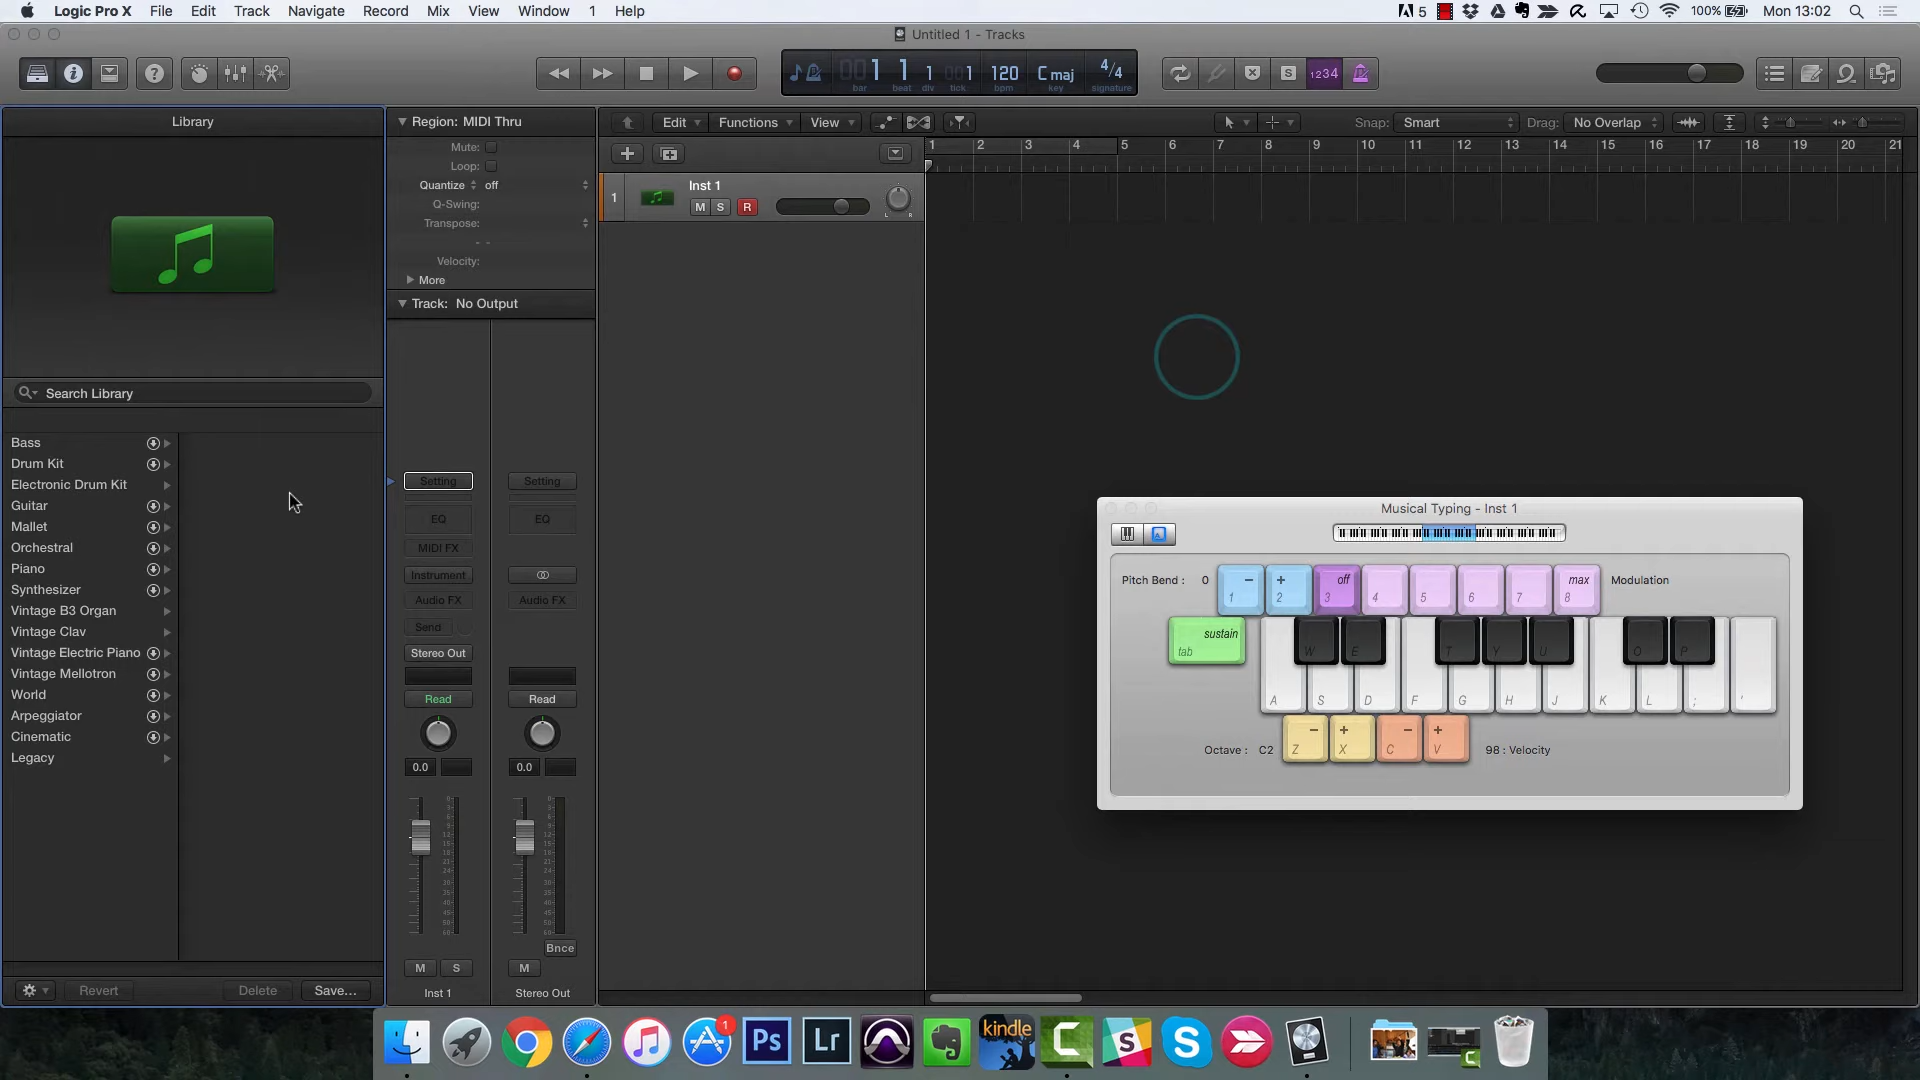 Logic Pro X File Edit Track Navigate Record Mix View Window 1 Help
5 100% Mon 13:02
Untitled 1 - Tracks
001 1 1 001 120 C maj 4/4
bar beat div tick bpm key signature
1234
S
Library
Region: MIDI Thru
Edit Functions View
Snap: Smart Drag: No Overlap
Mute:
Loop:
Quantize off
Q-Swing:
Transpose:
- -
Velocity:
More
Track: No Output
1 2 3 4 5 6 7 8 9 10 11 12 13 14 15 16 17 18 19 20 21
1 Inst 1
M S R
L R
Search Library
Bass
Drum Kit
Electronic Drum Kit
Guitar
Mallet
Orchestral
Piano
Synthesizer
Vintage B3 Organ
Vintage Clav
Vintage Electric Piano
Vintage Mellotron
World
Arpeggiator
Cinematic
Legacy
Revert Delete Save...
Setting Setting
EQ EQ
MIDI FX
Instrument
Audio FX Audio FX
Send
Stereo Out
Read Read
0.0 0.0
Bnce
M S M
Inst 1 Stereo Out
Musical Typing - Inst 1
Pitch Bend : 0 − 1 + 2 off 3 4 5 6 7 max 8 Modulation
sustain
tab
W E T Y U O P
A S D F G H J K L ; '
Octave : C2 − Z + X − C + V 98 : Velocity
1
Ps Lr kindle C S